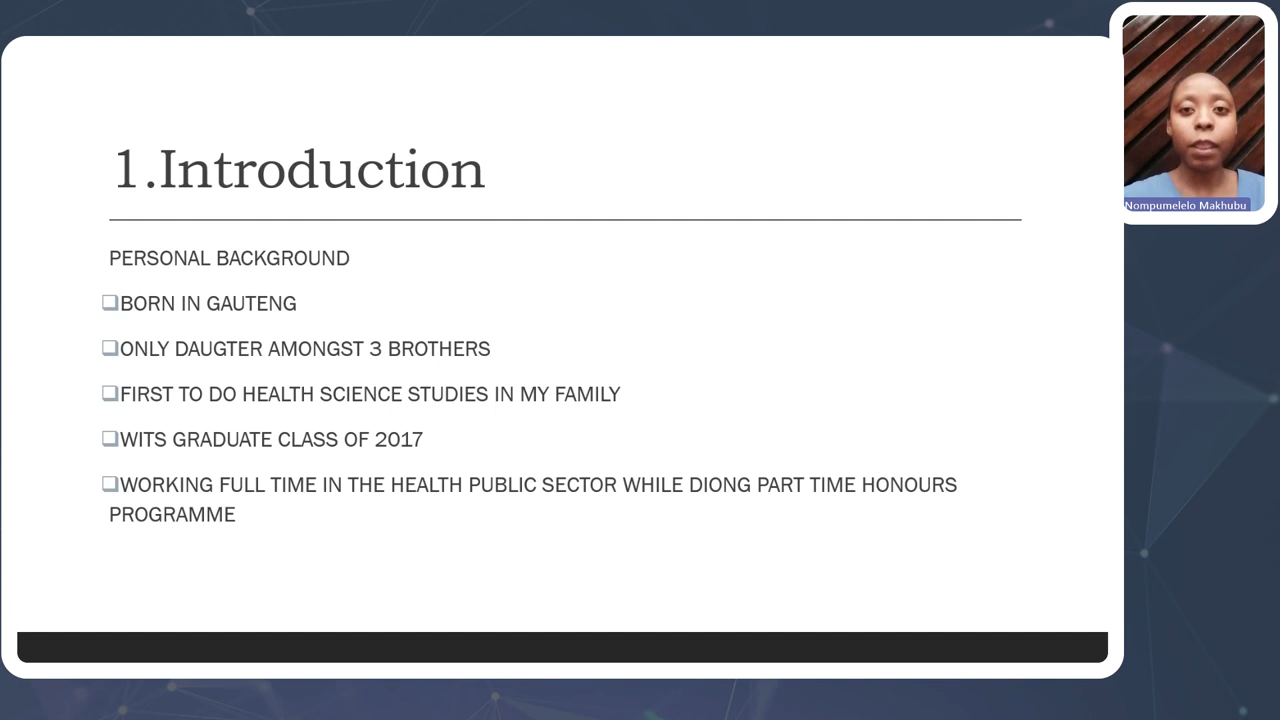 1.Introduction
PERSONAL BACKGROUND
BORN IN GAUTENG
ONLY DAUGTER AMONGST 3 BROTHERS
FIRST TO DO HEALTH SCIENCE STUDIES IN MY FAMILY
WITS GRADUATE CLASS OF 2017
WORKING FULL TIME IN THE HEALTH PUBLIC SECTOR WHILE DIONG PART TIME HONOURS
PROGRAMME
Nompumelelo Makhubu